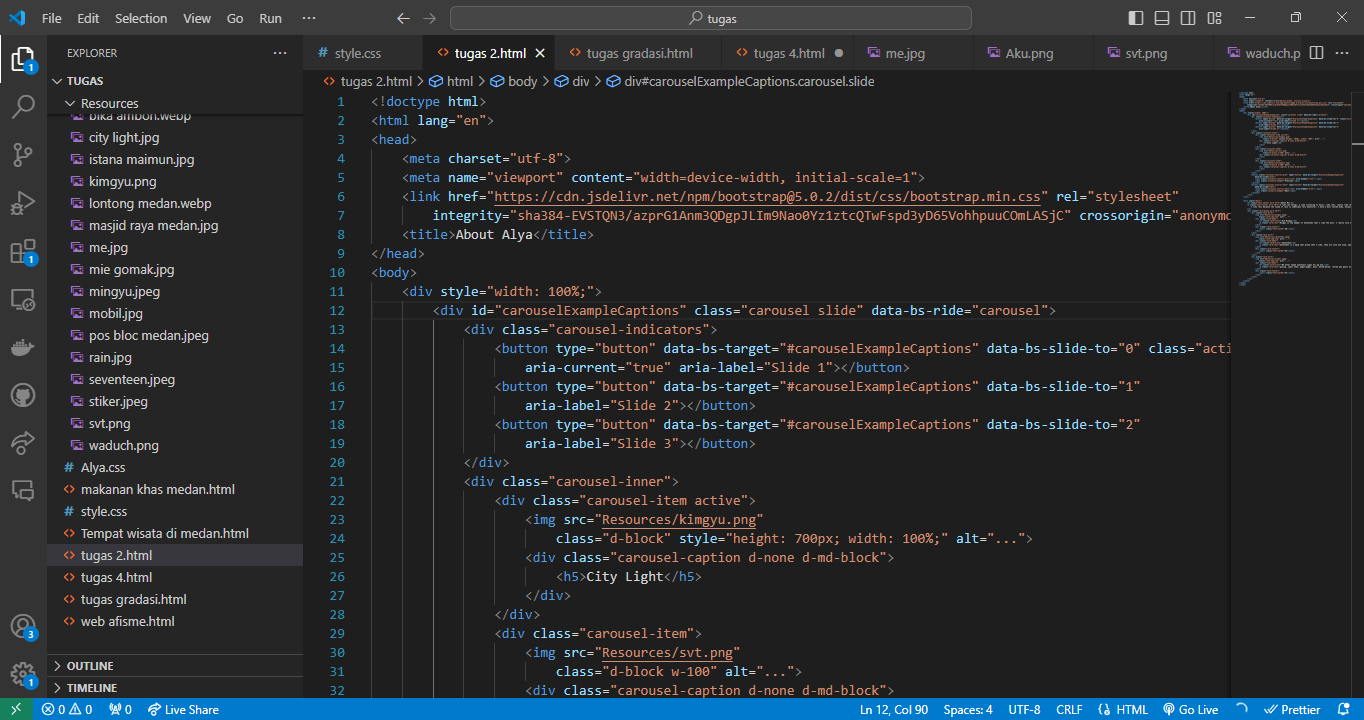 File Edit Selection View Go Run ···
tugas
EXPLORER
TUGAS
Resources
bika ambon.webp
city light.jpg
istana maimun.jpg
kimgyu.png
lontong medan.webp
masjid raya medan.jpg
me.jpg
mie gomak.jpg
mingyu.jpeg
mobil.jpg
pos bloc medan.jpeg
rain.jpg
seventeen.jpeg
stiker.jpeg
svt.png
waduch.png
# Alya.css
<> makanan khas medan.html
# style.css
<> Tempat wisata di medan.html
<> tugas 2.html
<> tugas 4.html
<> tugas gradasi.html
<> web afisme.html
OUTLINE
TIMELINE
1
1
3
1
# style.css <> tugas 2.html <> tugas gradasi.html <> tugas 4.html me.jpg Aku.png svt.png waduch.p
<> tugas 2.html > html > body > div > div#carouselExampleCaptions.carousel.slide
1 <!doctype html>
2 <html lang="en">
3 <head>
4 <meta charset="utf-8">
5 <meta name="viewport" content="width=device-width, initial-scale=1">
6 <link href="https://cdn.jsdelivr.net/npm/bootstrap@5.0.2/dist/css/bootstrap.min.css" rel="stylesheet"
7 integrity="sha384-EVSTQN3/azprG1Anm3QDgpJLIm9Nao0Yz1ztcQTwFspd3yD65VohhpuuCOmLASjC" crossorigin="anonymo
8 <title>About Alya</title>
9 </head>
10 <body>
11 <div style="width: 100%;">
12 <div id="carouselExampleCaptions" class="carousel slide" data-bs-ride="carousel">
13 <div class="carousel-indicators">
14 <button type="button" data-bs-target="#carouselExampleCaptions" data-bs-slide-to="0" class="acti
15 aria-current="true" aria-label="Slide 1"></button>
16 <button type="button" data-bs-target="#carouselExampleCaptions" data-bs-slide-to="1"
17 aria-label="Slide 2"></button>
18 <button type="button" data-bs-target="#carouselExampleCaptions" data-bs-slide-to="2"
19 aria-label="Slide 3"></button>
20 </div>
21 <div class="carousel-inner">
22 <div class="carousel-item active">
23 <img src="Resources/kimgyu.png"
24 class="d-block" style="height: 700px; width: 100%;" alt="...">
25 <div class="carousel-caption d-none d-md-block">
26 <h5>City Light</h5>
27 </div>
28 </div>
29 <div class="carousel-item">
30 <img src="Resources/svt.png"
31 class="d-block w-100" alt="...">
32 <div class="carousel-caption d-none d-md-block">
0 0 0 Live Share Ln 12, Col 90 Spaces: 4 UTF-8 CRLF {} HTML Go Live Prettier